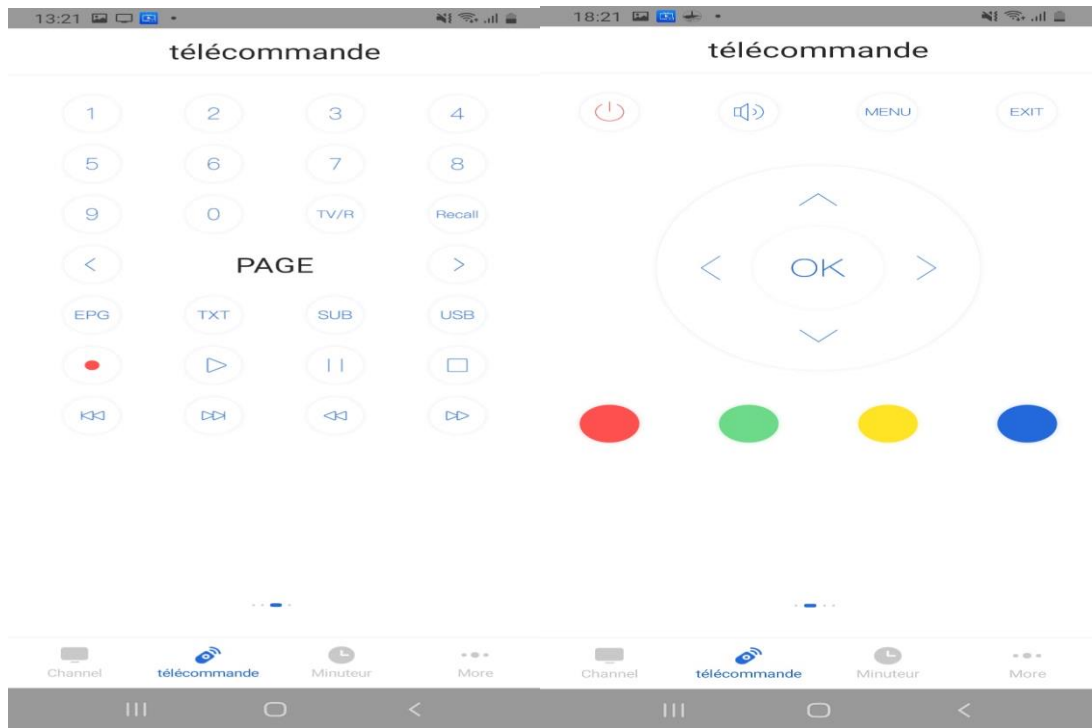 13:21
télécommande
1 2 3 4
5 6 7 8
9 0 TV/R Recall
PAGE
EPG TXT SUB USB
Channel télécommande Minuteur More
18:21
télécommande
MENU EXIT
OK
Channel télécommande Minuteur More